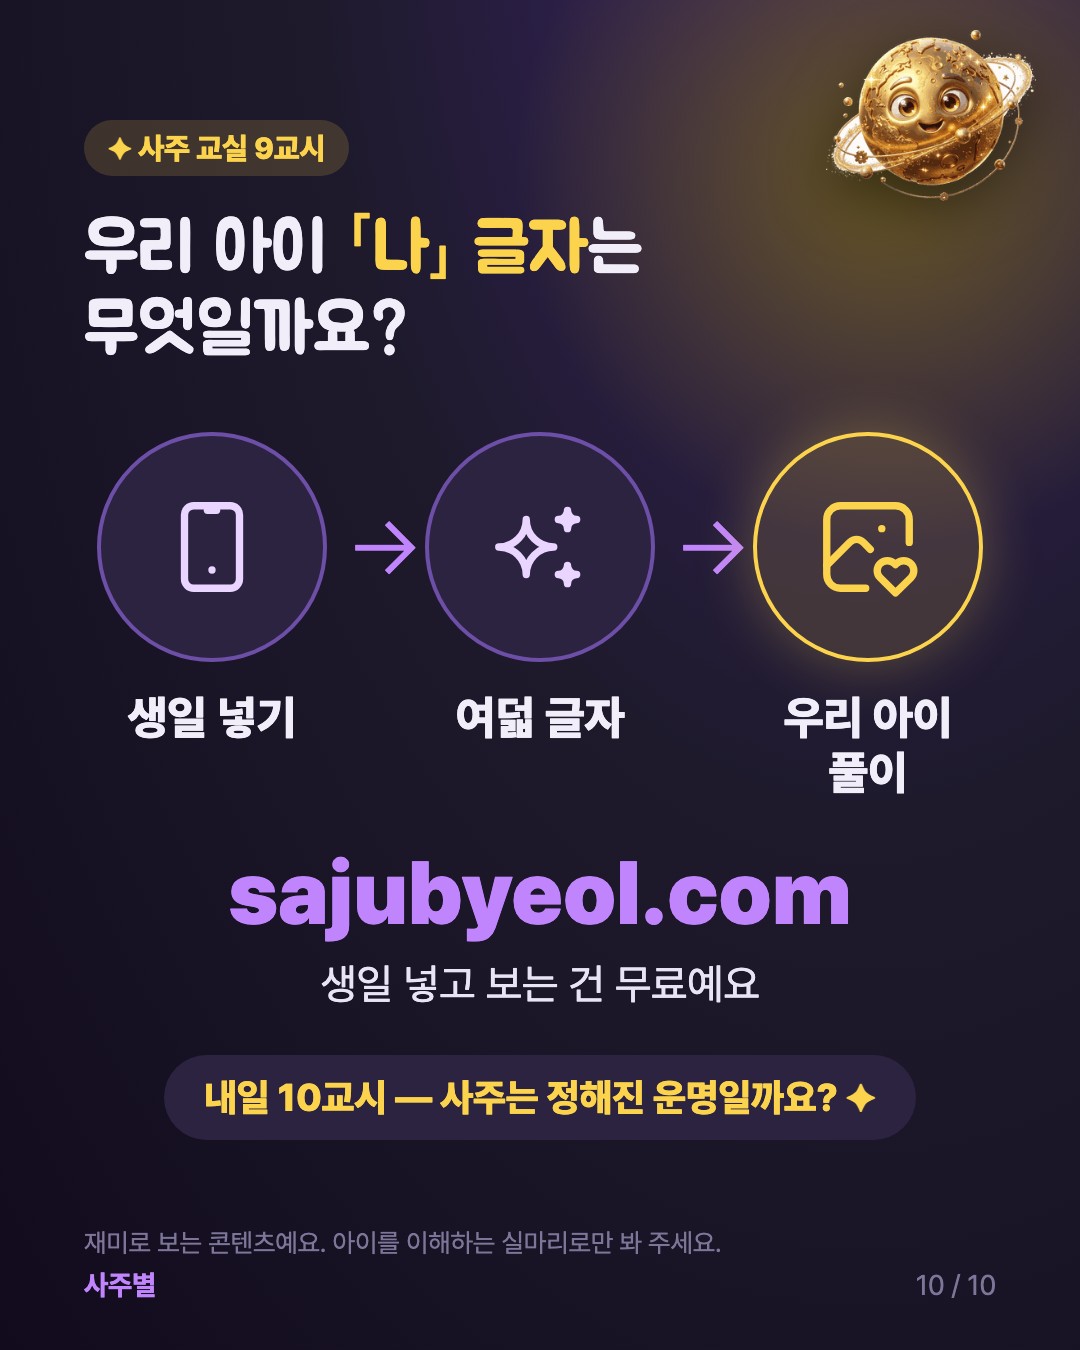 ✦ 사주 교실 9교시
우리 아이 「나」 글자는
무엇일까요?
생일 넣기
여덟 글자
우리 아이
풀이
sajubyeol.com
생일 넣고 보는 건 무료예요
내일 10교시 — 사주는 정해진 운명일까요? ✦
재미로 보는 콘텐츠예요. 아이를 이해하는 실마리로만 봐 주세요.
사주별
10 / 10